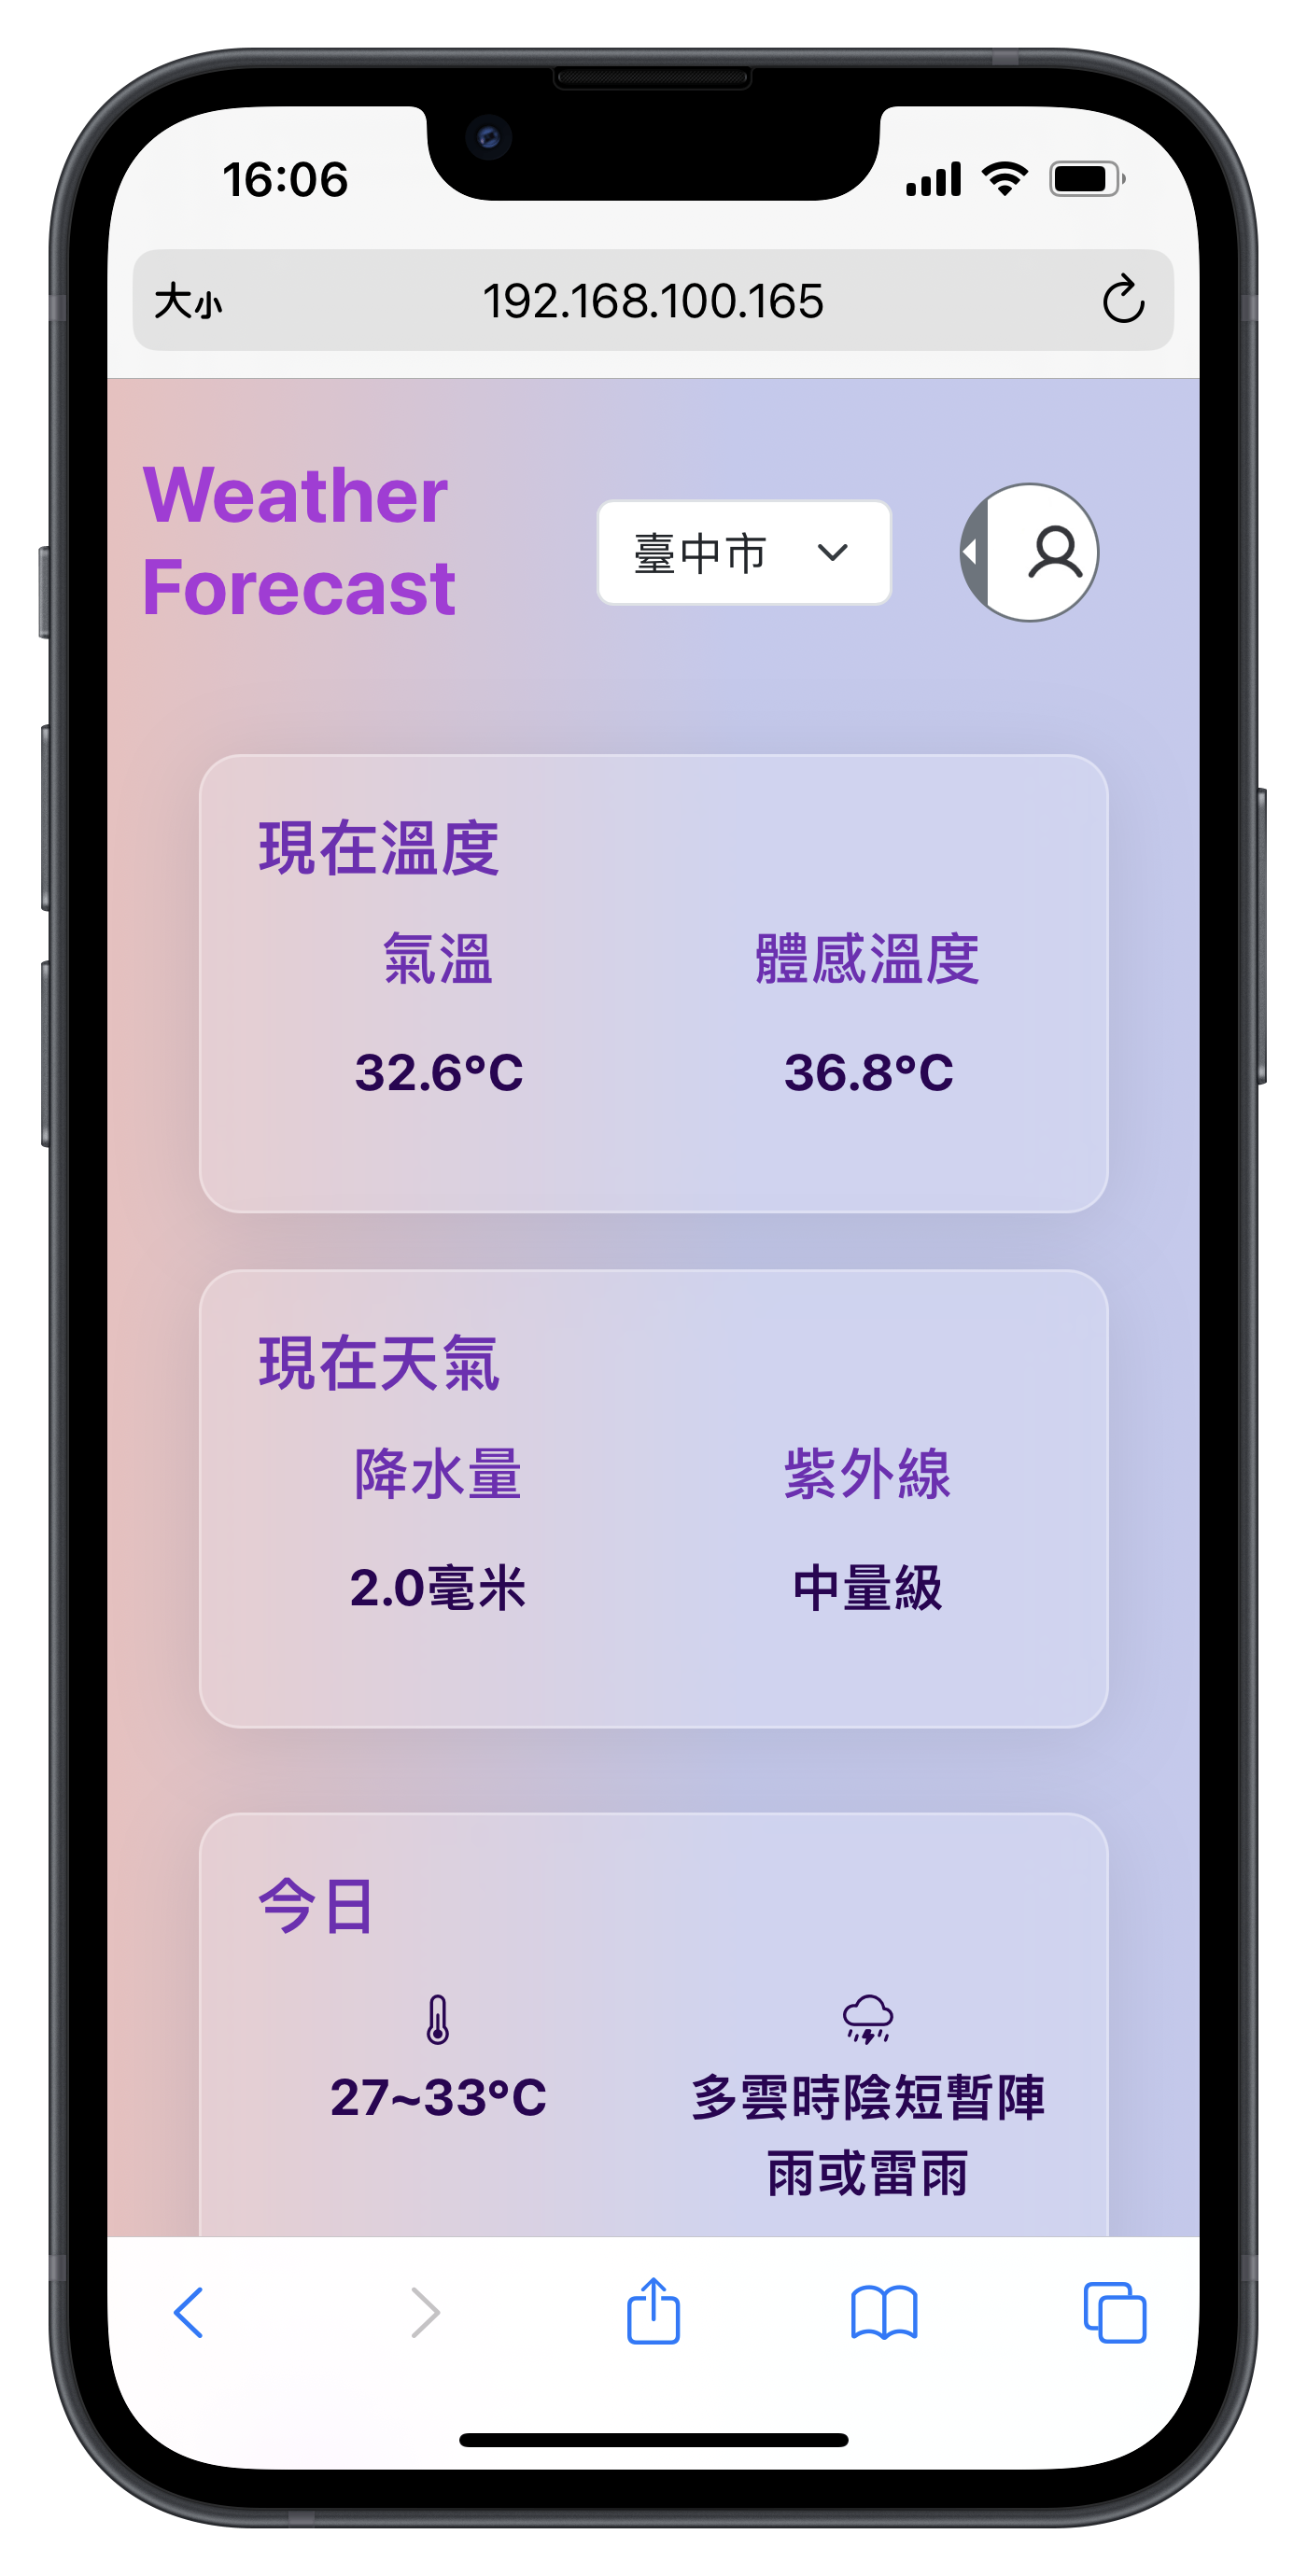 16:06
大小 192.168.100.165
Weather
Forecast
臺中市
現在溫度
氣溫 體感溫度
32.6°C 36.8°C
現在天氣
降水量 紫外線
2.0毫米 中量級
今日
27~33°C 多雲時陰短暫陣
雨或雷雨